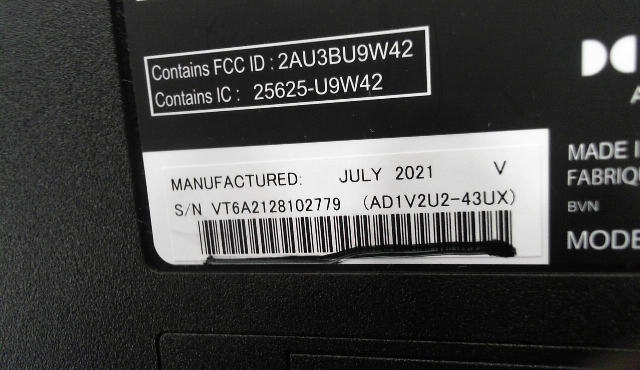 Contains FCC ID : 2AU3BU9W42
Contains IC : 25625-U9W42
MANUFACTURED: JULY 2021 V
S/N VT6A2128102779 (AD1V2U2-43UX)
MADE I
FABRIQU
BVN
MODE